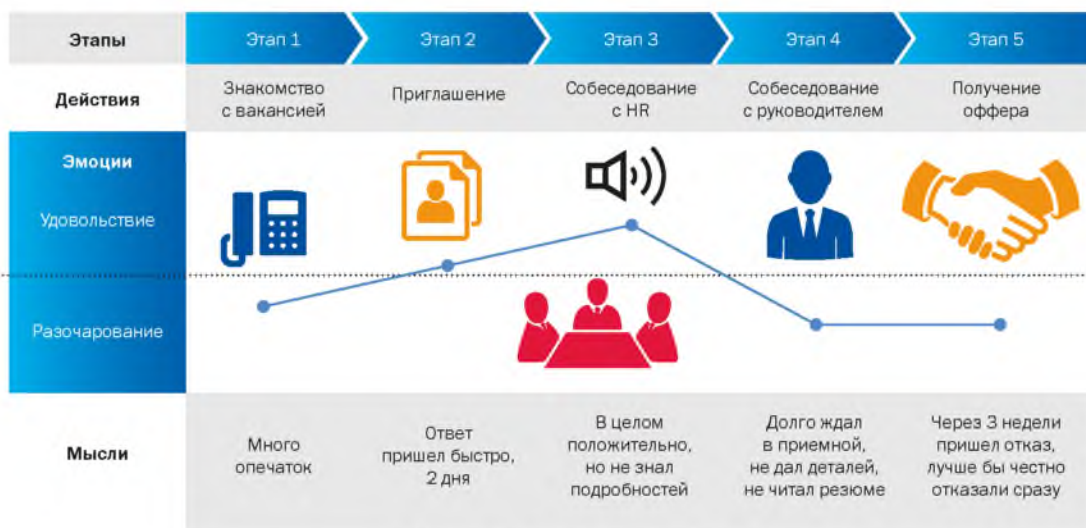 Этапы
Этап 1
Этап 2
Этап 3
Этап 4
Этап 5
Действия
Знакомство
с вакансией
Приглашение
Собеседование
с HR
Собеседование
с руководителем
Получение
оффера
Эмоции
Удовольствие
Разочарование
Мысли
Много
опечаток
Ответ
пришел быстро,
2 дня
В целом
положительно,
но не знал
подробностей
Долго ждал
в приемной,
не дал деталей,
не читал резюме
Через 3 недели
пришел отказ,
лучше бы честно
отказали сразу